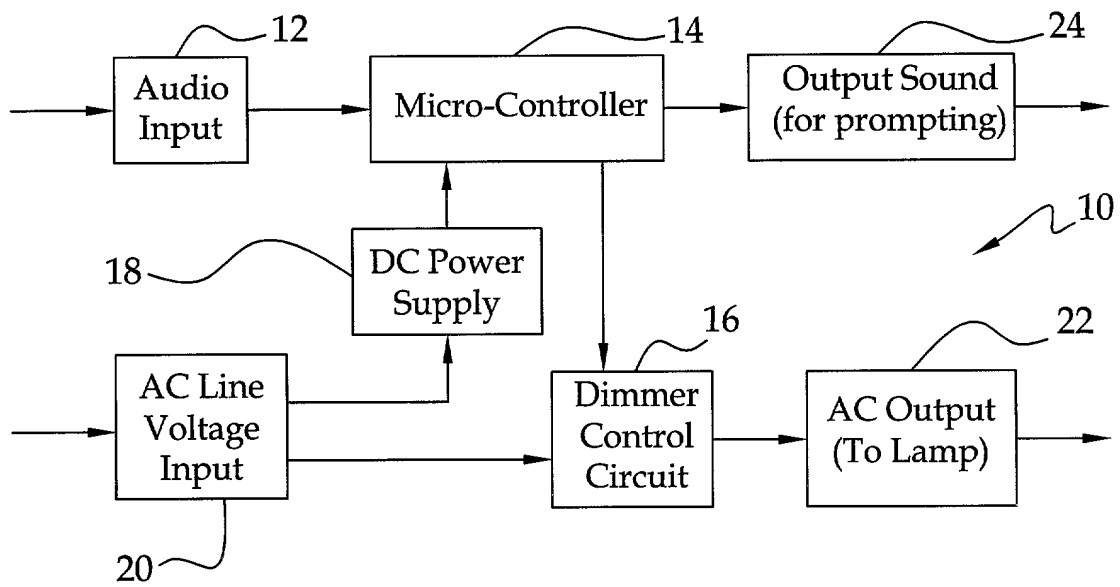 12
14
24
Audio
Input
Micro-Controller
Output Sound
(for prompting)
10
18
DC Power
Supply
16
22
AC Line
Voltage
Input
Dimmer
Control
Circuit
AC Output
(To Lamp)
20